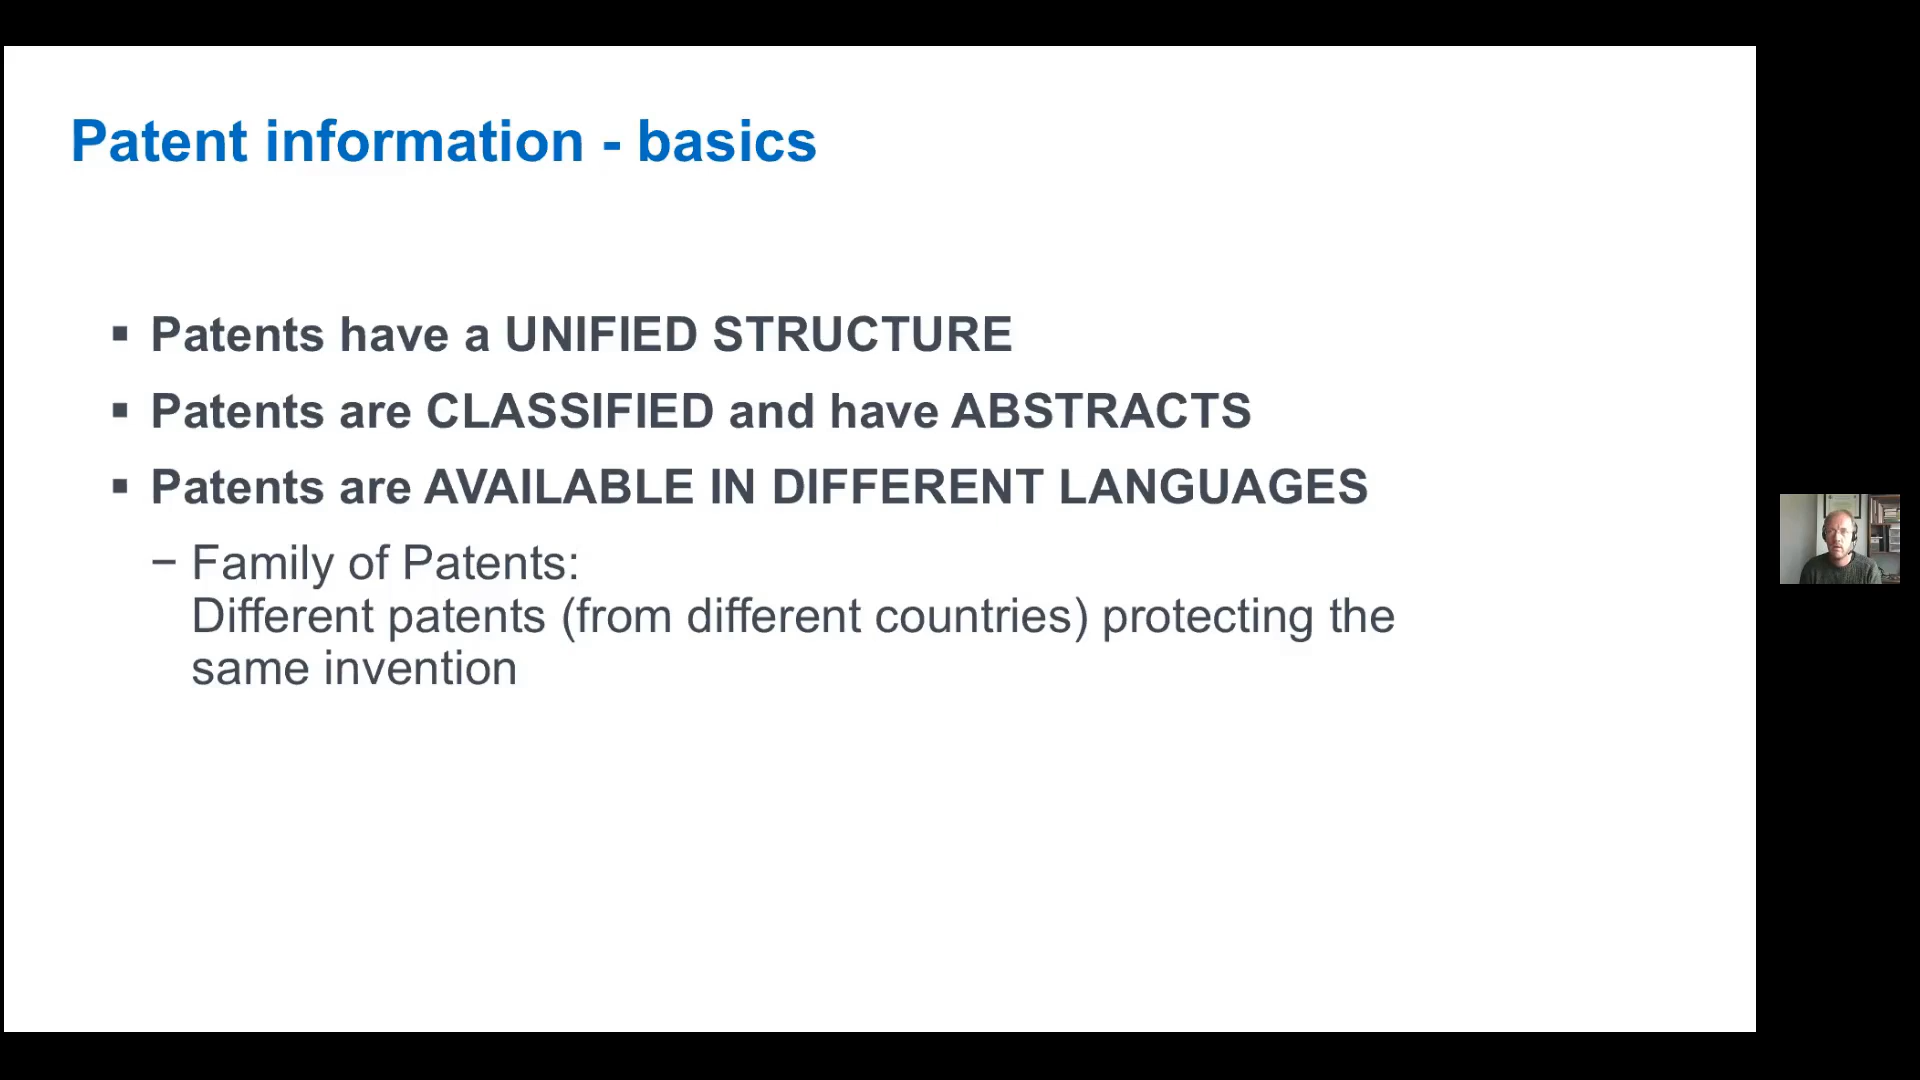 Patent information - basics
▪ Patents have a UNIFIED STRUCTURE
▪ Patents are CLASSIFIED and have ABSTRACTS
▪ Patents are AVAILABLE IN DIFFERENT LANGUAGES
− Family of Patents:
Different patents (from different countries) protecting the
same invention